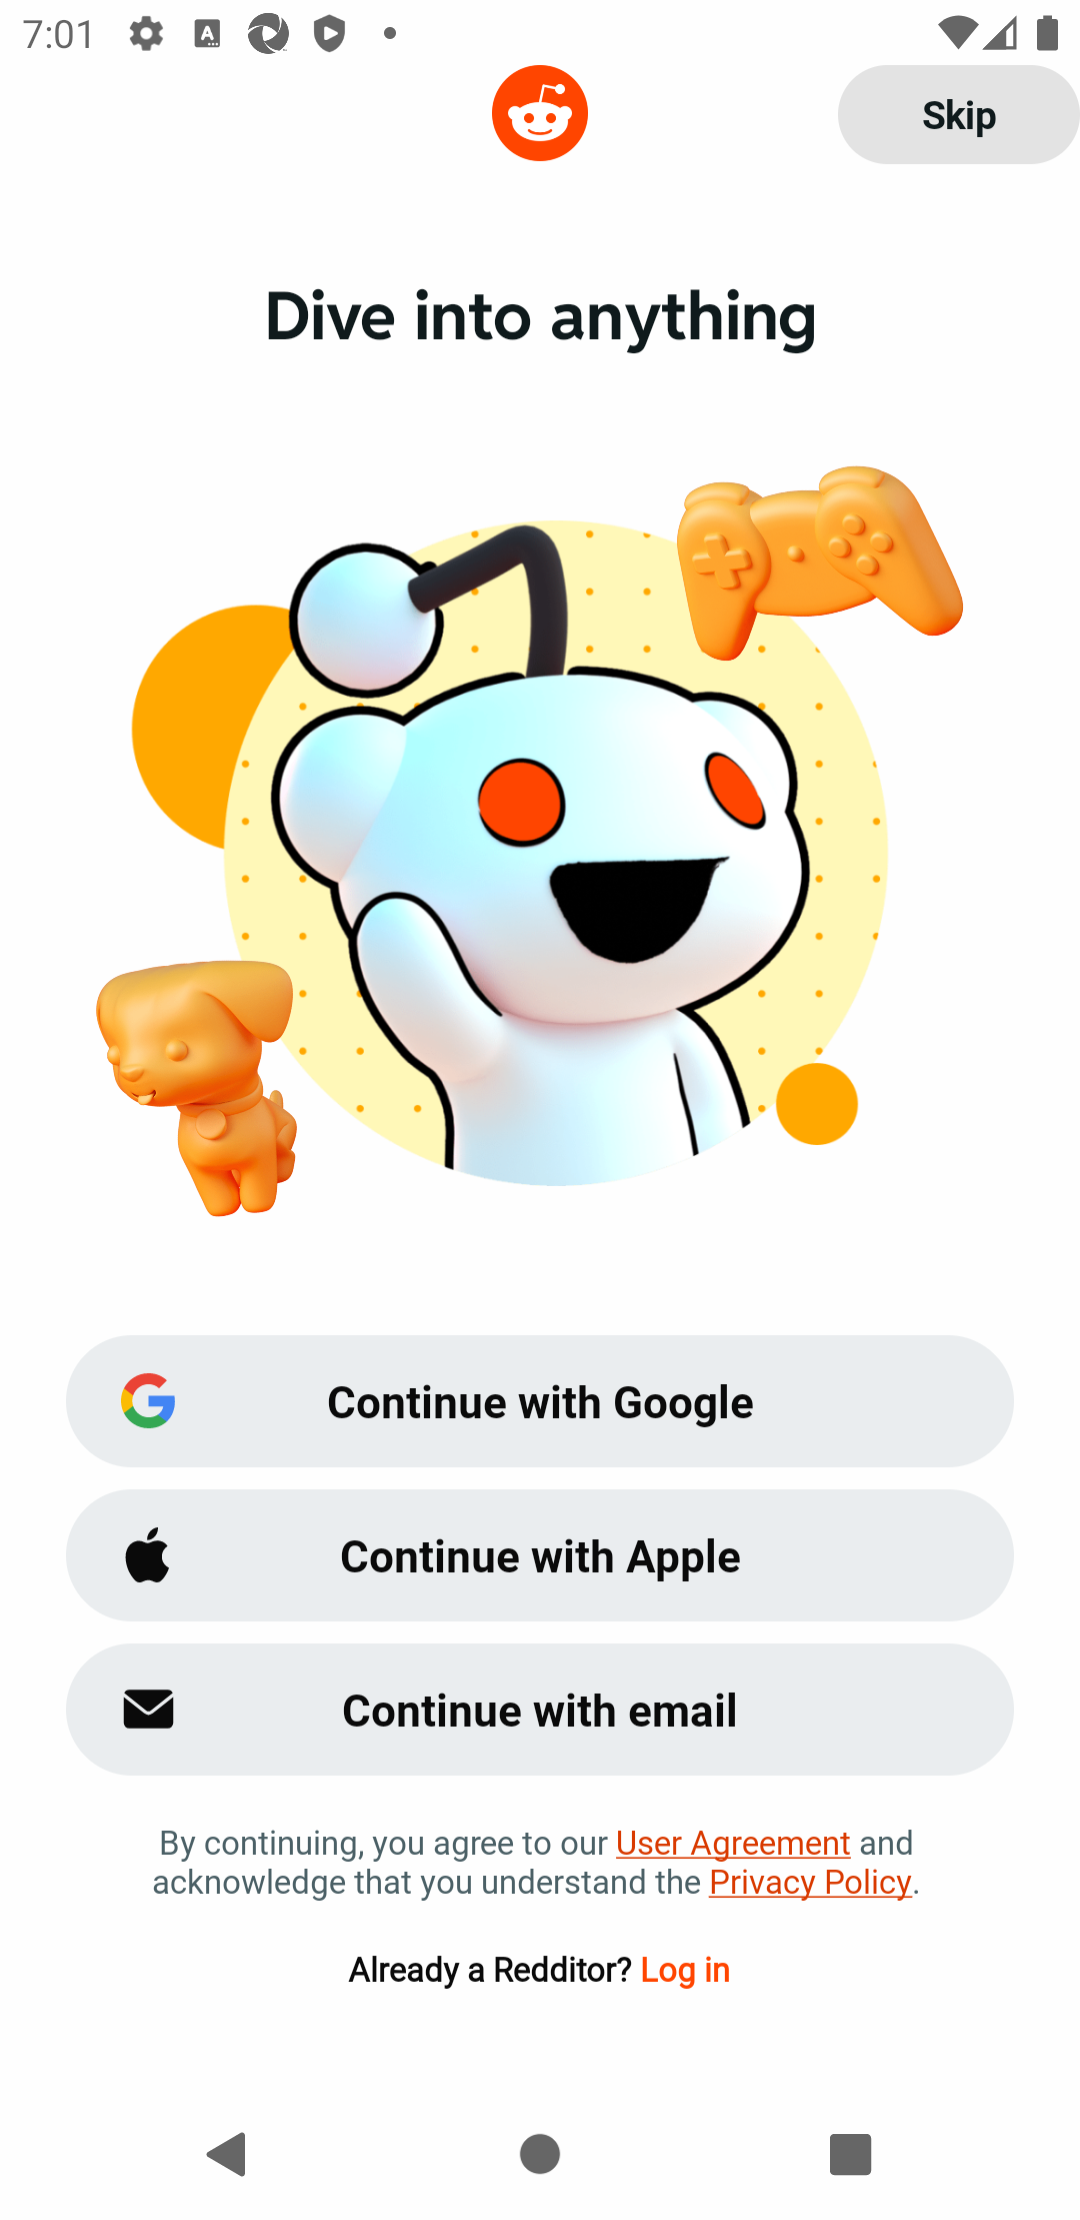 7:01
Skip
Dive into anything
Continue with Google
Continue with Apple
Continue with email
By continuing, you agree to our User Agreement and
acknowledge that you understand the Privacy Policy.
Already a Redditor? Log in